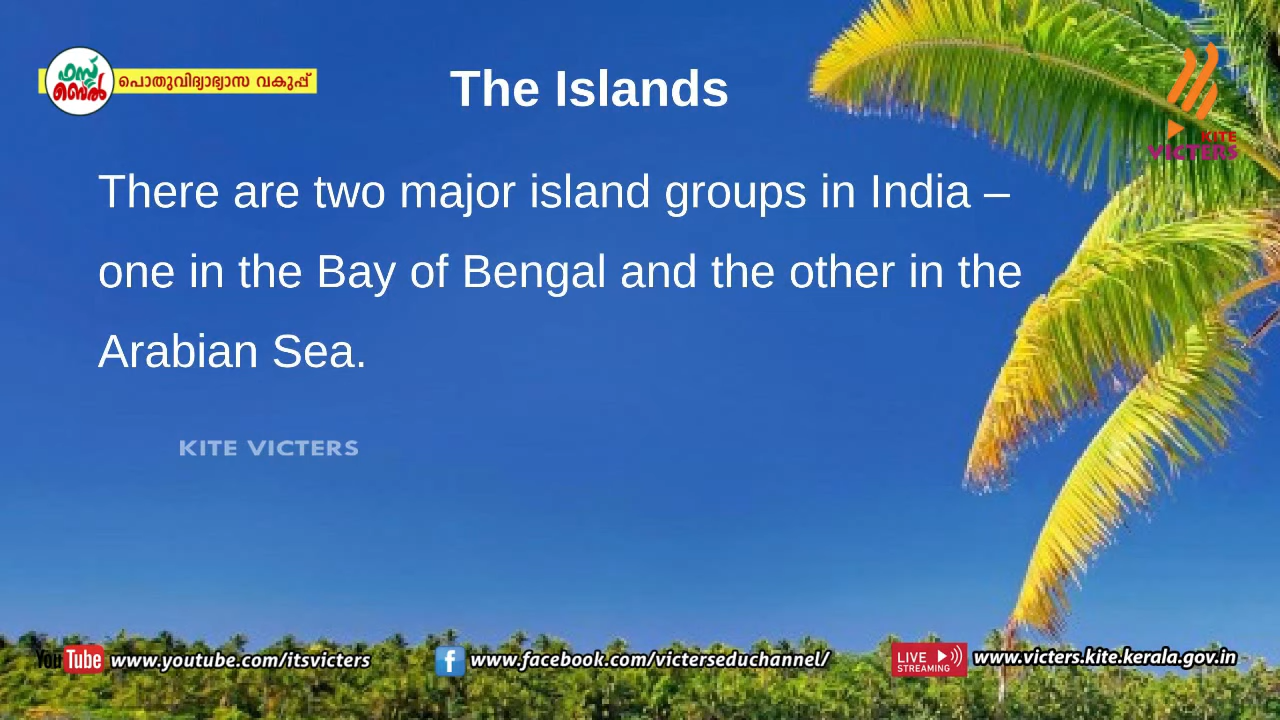 ഫസ്റ്റ്
ബെൽ
പൊതുവിദ്യാഭ്യാസ വകുപ്പ്
The Islands
KITE
VICTERS
There are two major island groups in India –
one in the Bay of Bengal and the other in the
Arabian Sea.
KITE VICTERS
YouTube www.youtube.com/itsvicters
f www.facebook.com/victerseduchannel/
LIVE
STREAMING
www.victers.kite.kerala.gov.in